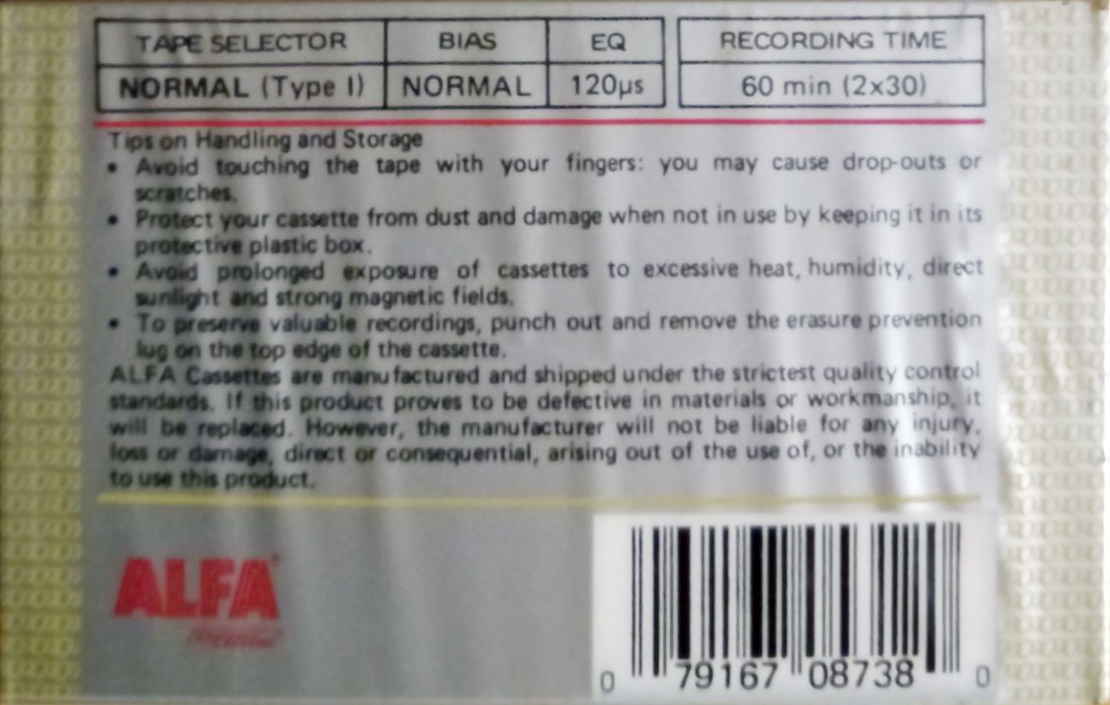 TAPE SELECTOR BIAS EQ RECORDING TIME
NORMAL (Type I) NORMAL 120µs 60 min (2x30)
Tips on Handling and Storage
• Avoid touching the tape with your fingers: you may cause drop-outs or
scratches.
• Protect your cassette from dust and damage when not in use by keeping it in its
protective plastic box.
• Avoid prolonged exposure of cassettes to excessive heat, humidity, direct
sunlight and strong magnetic fields.
• To preserve valuable recordings, punch out and remove the erasure prevention
lug on the top edge of the cassette.
ALFA Cassettes are manufactured and shipped under the strictest quality control
standards. If this product proves to be defective in materials or workmanship, it
will be replaced. However, the manufacturer will not be liable for any injury,
loss or damage, direct or consequential, arising out of the use of, or the inability
to use this product.
ALFA
0 79167 08738 0